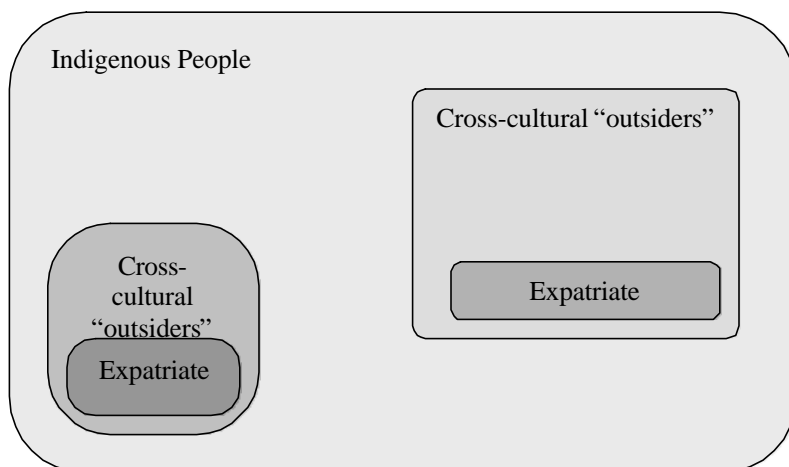 Indigenous People
Cross-cultural “outsiders”
Expatriate
Cross-
cultural
“outsiders”
Expatriate